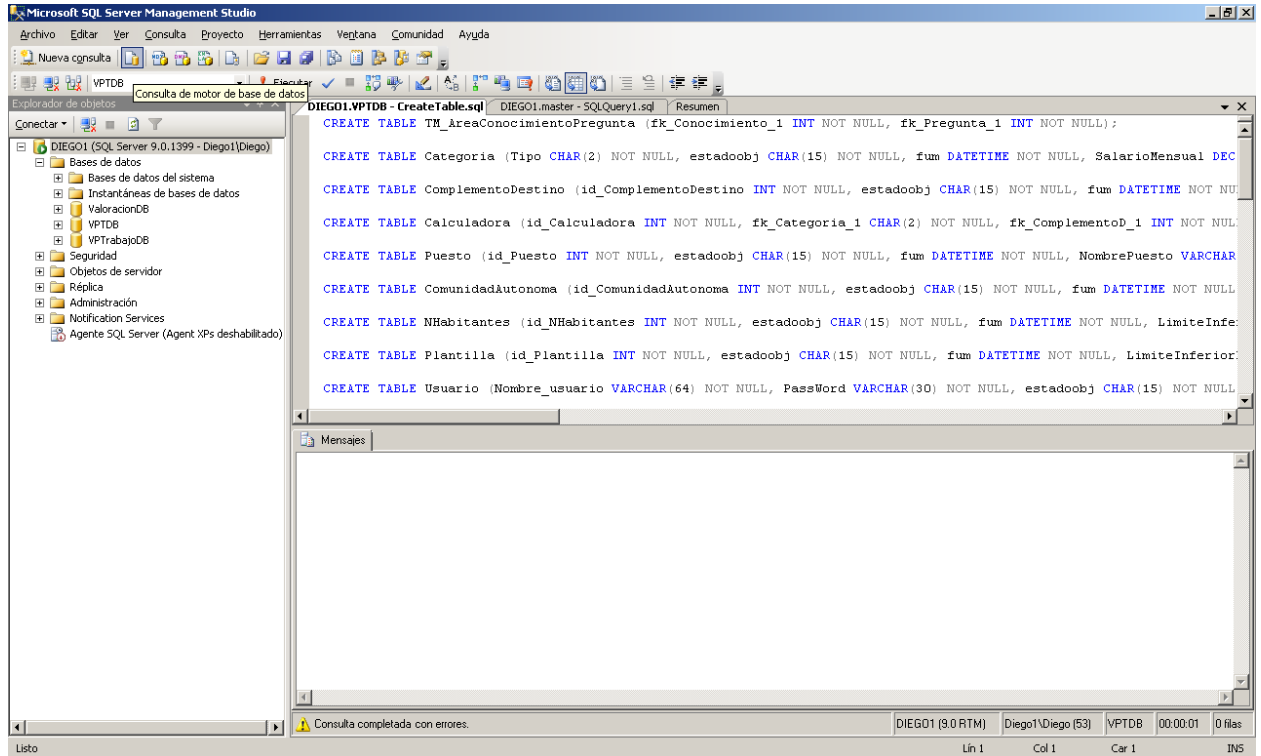 Microsoft SQL Server Management Studio
Archivo Editar Ver Consulta Proyecto Herramientas Ventana Comunidad Ayuda
Nueva consulta
VPTDB
Ejecutar
Consulta de motor de base de datos
Explorador de objetos
Conectar
DIEGO1 (SQL Server 9.0.1399 - Diego1\Diego)
Bases de datos
Bases de datos del sistema
Instantáneas de bases de datos
ValoracionDB
VPTDB
VPTrabajoDB
Seguridad
Objetos de servidor
Réplica
Administración
Notification Services
Agente SQL Server (Agent XPs deshabilitado)
DIEGO1.VPTDB - CreateTable.sql DIEGO1.master - SQLQuery1.sql Resumen
CREATE TABLE TM_AreaConocimientoPregunta (fk_Conocimiento_1 INT NOT NULL, fk_Pregunta_1 INT NOT NULL);
CREATE TABLE Categoria (Tipo CHAR(2) NOT NULL, estadoobj CHAR(15) NOT NULL, fum DATETIME NOT NULL, SalarioMensual DEC
CREATE TABLE ComplementoDestino (id_ComplementoDestino INT NOT NULL, estadoobj CHAR(15) NOT NULL, fum DATETIME NOT NU
CREATE TABLE Calculadora (id_Calculadora INT NOT NULL, fk_Categoria_1 CHAR(2) NOT NULL, fk_ComplementoD_1 INT NOT NUL
CREATE TABLE Puesto (id_Puesto INT NOT NULL, estadoobj CHAR(15) NOT NULL, fum DATETIME NOT NULL, NombrePuesto VARCHAR
CREATE TABLE ComunidadAutonoma (id_ComunidadAutonoma INT NOT NULL, estadoobj CHAR(15) NOT NULL, fum DATETIME NOT NULL
CREATE TABLE NHabitantes (id_NHabitantes INT NOT NULL, estadoobj CHAR(15) NOT NULL, fum DATETIME NOT NULL, LimiteInfe
CREATE TABLE Plantilla (id_Plantilla INT NOT NULL, estadoobj CHAR(15) NOT NULL, fum DATETIME NOT NULL, LimiteInferior
CREATE TABLE Usuario (Nombre_usuario VARCHAR(64) NOT NULL, PassWord VARCHAR(30) NOT NULL, estadoobj CHAR(15) NOT NULL
Mensajes
Consulta completada con errores. DIEGO1 (9.0 RTM) Diego1\Diego (53) VPTDB 00:00:01 0 filas
Listo Lín 1 Col 1 Car 1 INS